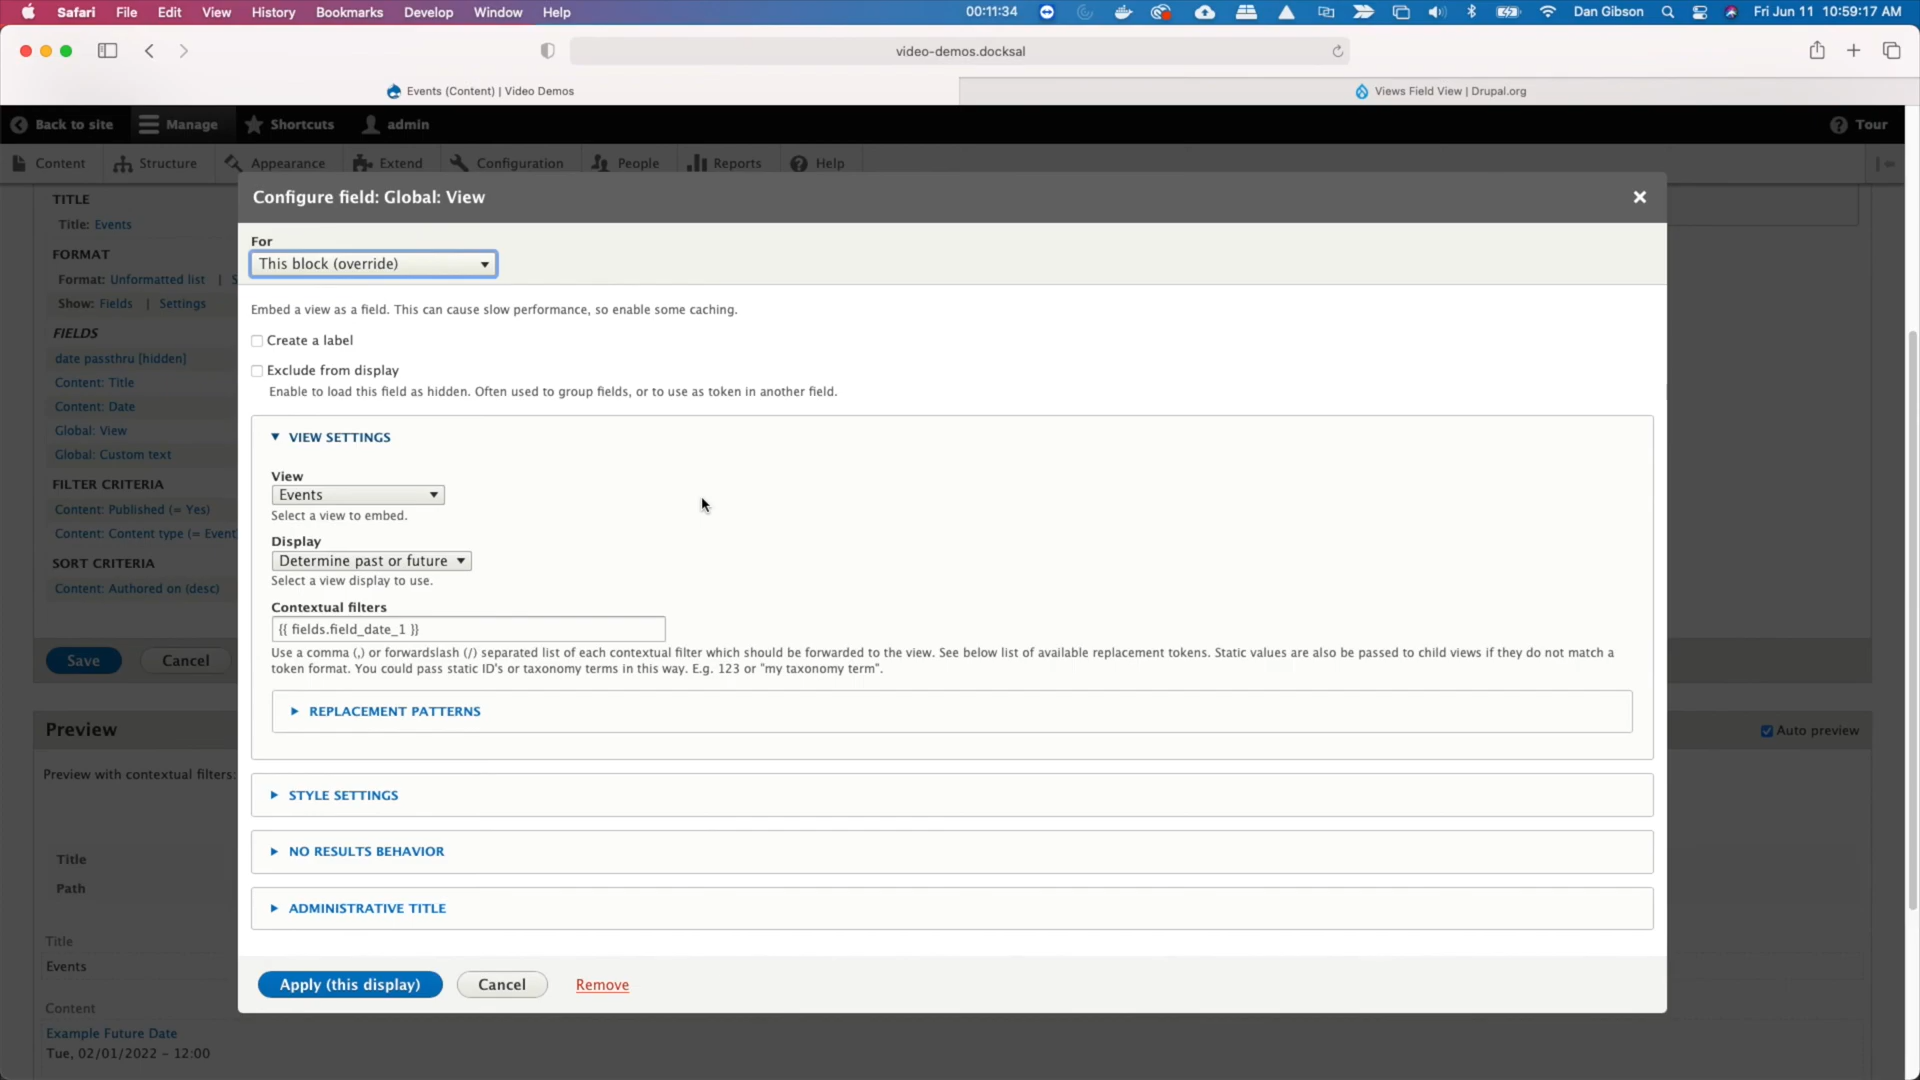 Safari File Edit View History Bookmarks Develop Window Help 00:11:34 Dan Gibson Fri Jun 11 10:59:17 AM
video-demos.docksal
Events (Content) | Video Demos
Views Field View | Drupal.org
Back to site Manage Shortcuts admin Tour
Content Structure Appearance Extend Configuration People Reports Help
TITLE
Title: Events
FORMAT
Format: Unformatted list | S
Show: Fields | Settings
FIELDS
date passthru [hidden]
Content: Title
Content: Date
Global: View
Global: Custom text
FILTER CRITERIA
Content: Published (= Yes)
Content: Content type (= Event
SORT CRITERIA
Content: Authored on (desc)
Save Cancel
Preview
Auto preview
Preview with contextual filters:
Title
Path
Title
Events
Content
Example Future Date
Tue, 02/01/2022 - 12:00
Configure field: Global: View
For
This block (override)
Embed a view as a field. This can cause slow performance, so enable some caching.
Create a label
Exclude from display
Enable to load this field as hidden. Often used to group fields, or to use as token in another field.
VIEW SETTINGS
View
Events
Select a view to embed.
Display
Determine past or future
Select a view display to use.
Contextual filters
{{ fields.field_date_1 }}
Use a comma (,) or forwardslash (/) separated list of each contextual filter which should be forwarded to the view. See below list of available replacement tokens. Static values are also be passed to child views if they do not match a
token format. You could pass static ID's or taxonomy terms in this way. E.g. 123 or "my taxonomy term".
REPLACEMENT PATTERNS
STYLE SETTINGS
NO RESULTS BEHAVIOR
ADMINISTRATIVE TITLE
Apply (this display) Cancel Remove